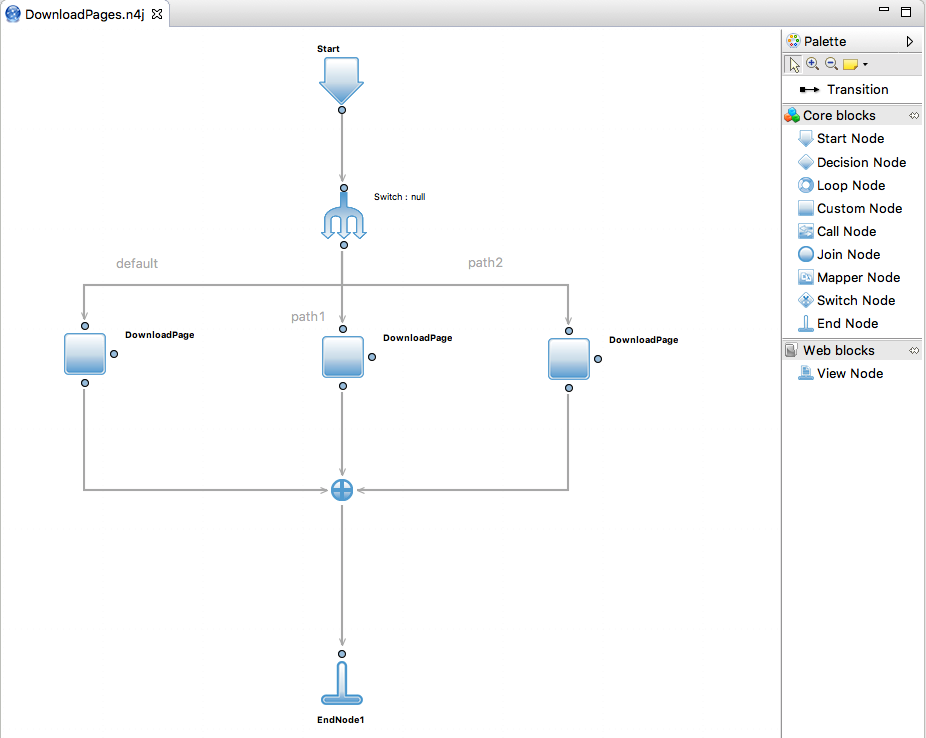 DownloadPages.n4j
Start
Switch : null
default
path2
path1
DownloadPage
DownloadPage
DownloadPage
EndNode1
Palette
Transition
Core blocks
Start Node
Decision Node
Loop Node
Custom Node
Call Node
Join Node
Mapper Node
Switch Node
End Node
Web blocks
View Node